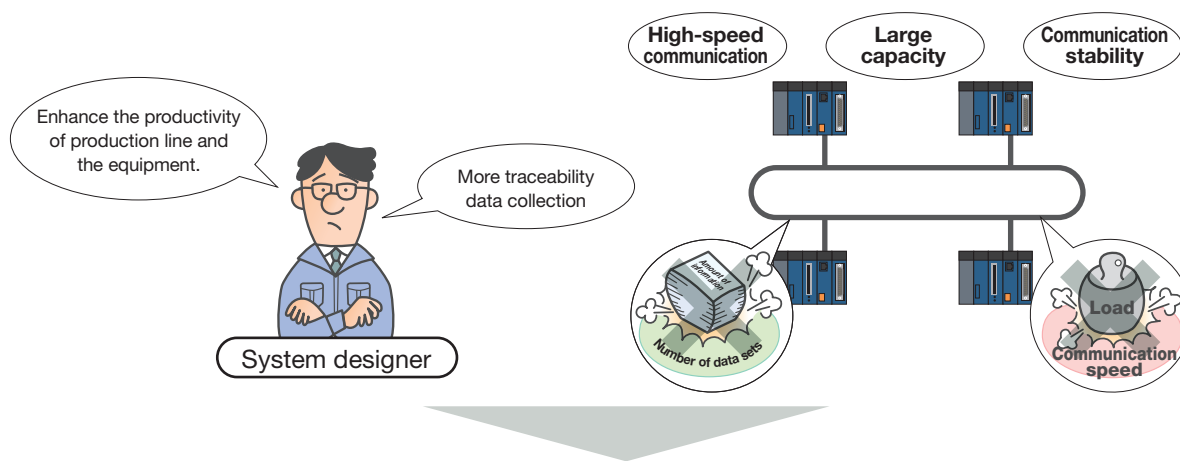 High-speed
communication
Large
capacity
Communication
stability
Enhance the productivity
of production line and
the equipment.
More traceability
data collection
System designer
Amount of
information
Number of data sets
Load
Communication
speed